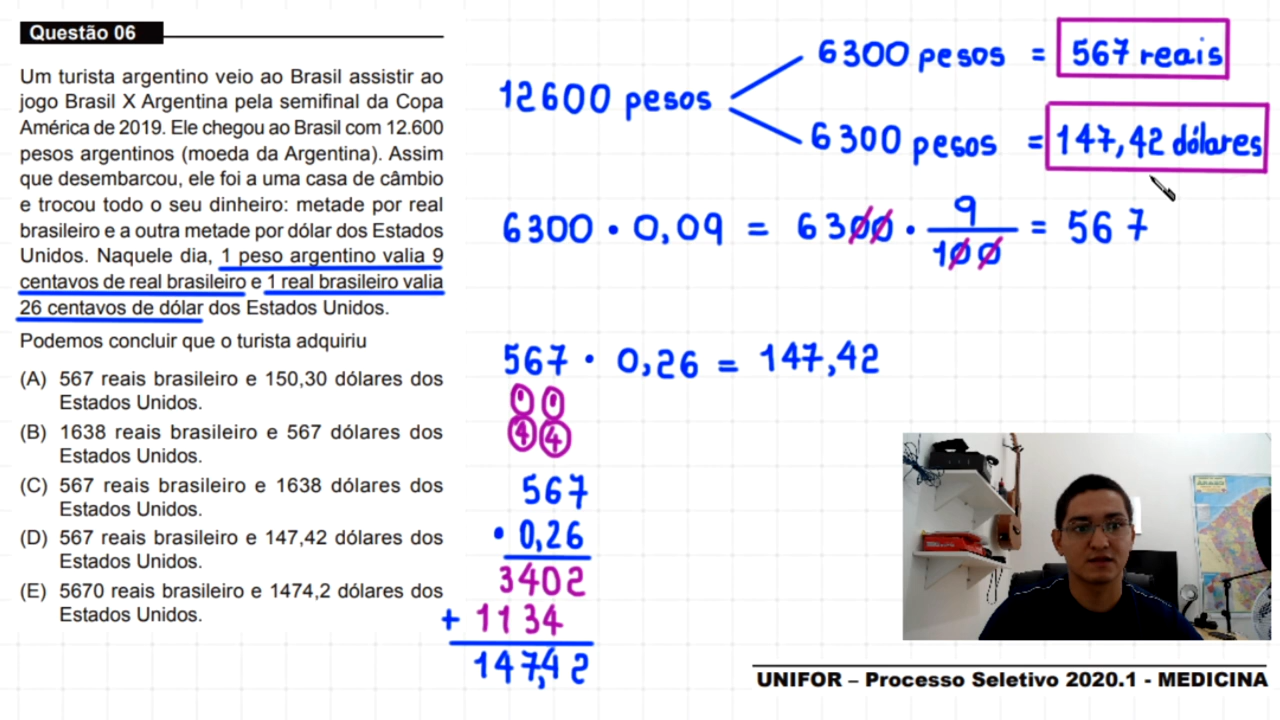 Questão 06
Um turista argentino veio ao Brasil assistir ao
jogo Brasil X Argentina pela semifinal da Copa
América de 2019. Ele chegou ao Brasil com 12.600
pesos argentinos (moeda da Argentina). Assim
que desembarcou, ele foi a uma casa de câmbio
e trocou todo o seu dinheiro: metade por real
brasileiro e a outra metade por dólar dos Estados
Unidos. Naquele dia, 1 peso argentino valia 9
centavos de real brasileiro e 1 real brasileiro valia
26 centavos de dólar dos Estados Unidos.
Podemos concluir que o turista adquiriu
(A) 567 reais brasileiro e 150,30 dólares dos
Estados Unidos.
(B) 1638 reais brasileiro e 567 dólares dos
Estados Unidos.
(C) 567 reais brasileiro e 1638 dólares dos
Estados Unidos.
(D) 567 reais brasileiro e 147,42 dólares dos
Estados Unidos.
(E) 5670 reais brasileiro e 1474,2 dólares dos
Estados Unidos.
6300 pesos = 567 reais
12600 pesos
6300 pesos = 147,42 dólares
6300 · 0,09 = 6300 · 9/100 = 567
567 · 0,26 = 147,42
1 1
4 4
567
· 0,26
3402
+ 1134
147,42
UNIFOR – Processo Seletivo 2020.1 - MEDICINA